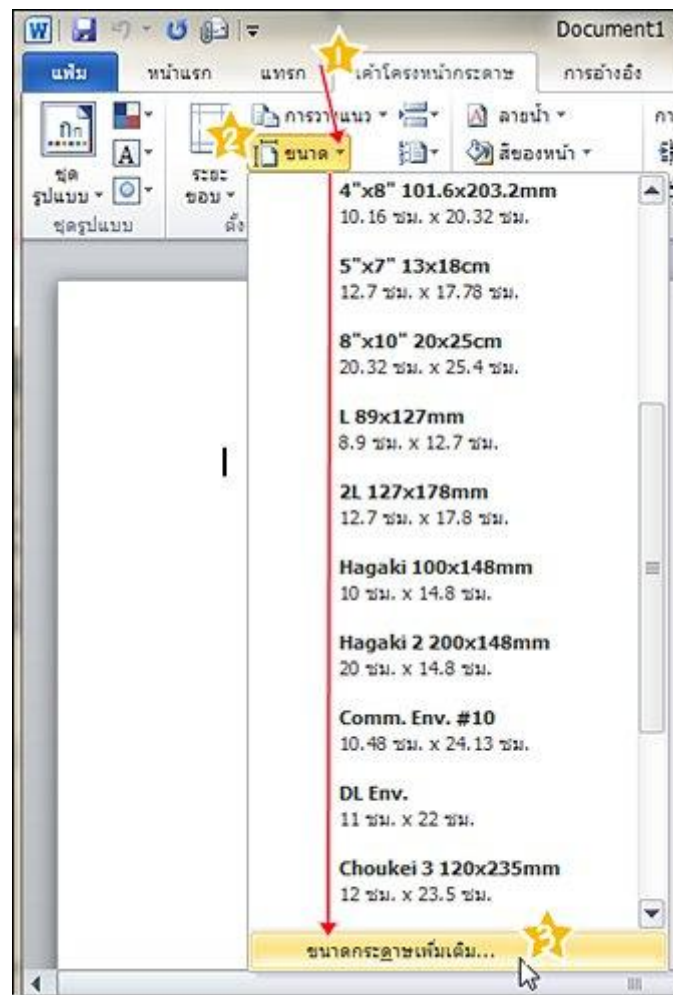 Document1
แฟ้ม หน้าแรก แทรก เค้าโครงหน้ากระดาษ การอ้างอิง
1
ก ก
การวางแนว ลายน้ำ
2
A ขนาด สีของหน้า
ชุด
รูปแบบ
ระยะ
ขอบ
ชุดรูปแบบ
4"x8" 101.6x203.2mm
10.16 ซม. x 20.32 ซม.
5"x7" 13x18cm
12.7 ซม. x 17.78 ซม.
8"x10" 20x25cm
20.32 ซม. x 25.4 ซม.
L 89x127mm
8.9 ซม. x 12.7 ซม.
2L 127x178mm
12.7 ซม. x 17.8 ซม.
Hagaki 100x148mm
10 ซม. x 14.8 ซม.
Hagaki 2 200x148mm
20 ซม. x 14.8 ซม.
Comm. Env. #10
10.48 ซม. x 24.13 ซม.
DL Env.
11 ซม. x 22 ซม.
Choukei 3 120x235mm
12 ซม. x 23.5 ซม.
ขนาดกระดาษเพิ่มเติม...
3